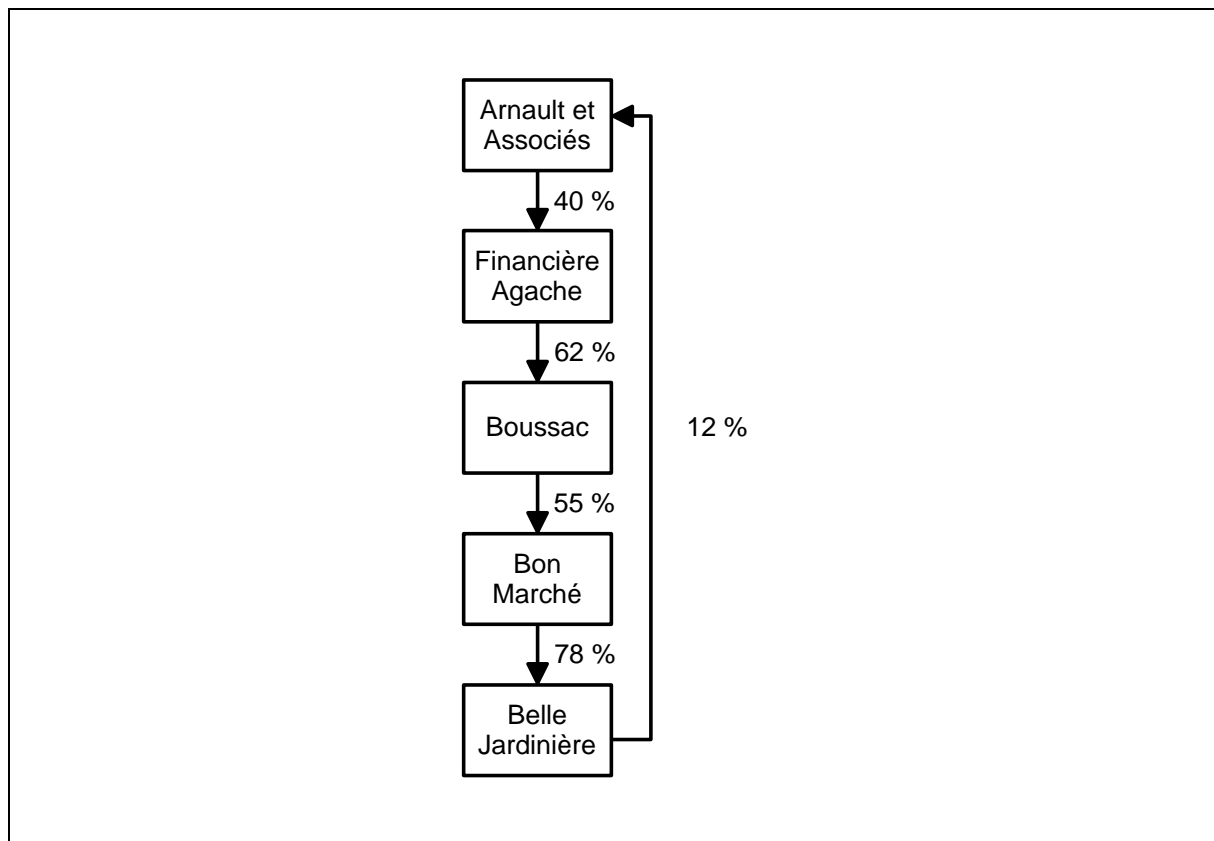 Arnault et
Associés
40 %
Financière
Agache
62 %
Boussac
12 %
55 %
Bon
Marché
78 %
Belle
Jardinière